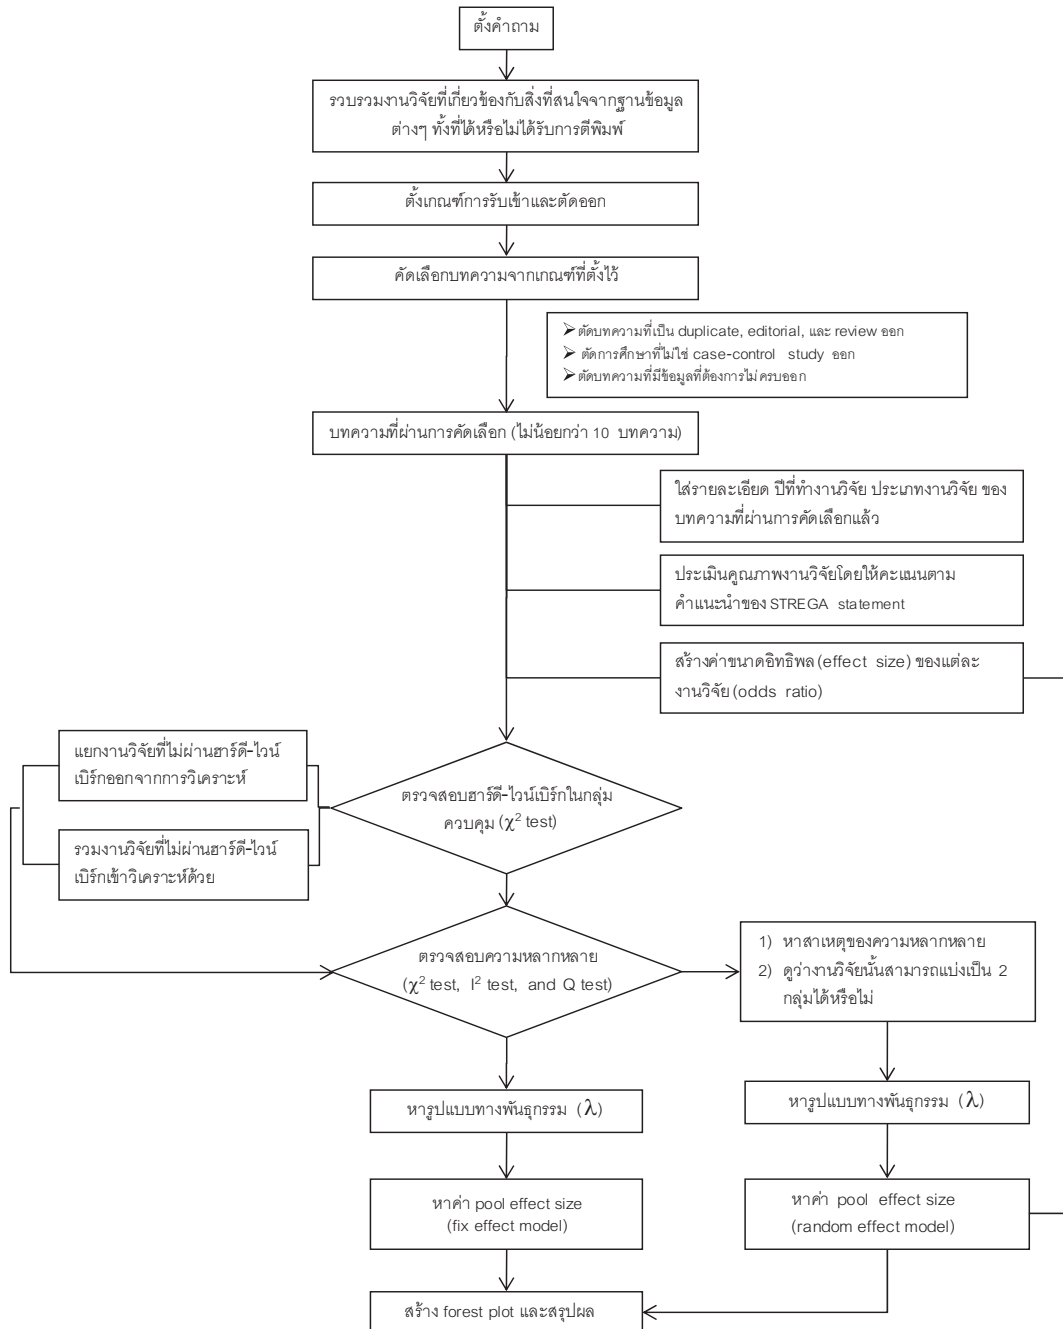 ตั้งคำถาม
รวบรวมงานวิจัยที่เกี่ยวข้องกับสิ่งที่สนใจจากฐานข้อมูล
ต่างๆ ทั้งที่ได้หรือไม่ได้รับการตีพิมพ์
ตั้งเกณฑ์การรับเข้าและตัดออก
คัดเลือกบทความจากเกณฑ์ที่ตั้งไว้
➢ ตัดบทความที่เป็น duplicate, editorial, และ review ออก
➢ ตัดการศึกษาที่ไม่ใช่ case-control study ออก
➢ ตัดบทความที่มีข้อมูลที่ต้องการไม่ครบออก
บทความที่ผ่านการคัดเลือก (ไม่น้อยกว่า 10 บทความ)
ใส่รายละเอียด ปีที่ทำงานวิจัย ประเภทงานวิจัย ของ
บทความที่ผ่านการคัดเลือกแล้ว
ประเมินคูณภาพงานวิจัยโดยให้คะแนนตาม
คำแนะนำของ STREGA statement
สร้างค่าขนาดอิทธิพล (effect size) ของแต่ละ
งานวิจัย (odds ratio)
แยกงานวิจัยที่ไม่ผ่านฮาร์ดี-ไวน์
เบิร์กออกจากการวิเคราะห์
ตรวจสอบฮาร์ดี-ไวน์เบิร์กในกลุ่ม
ควบคุม (χ² test)
รวมงานวิจัยที่ไม่ผ่านฮาร์ดี-ไวน์
เบิร์กเข้าวิเคราะห์ด้วย
ตรวจสอบความหลากหลาย
(χ² test, I² test, and Q test)
1) หาสาเหตุของความหลากหลาย
2) ดูว่างานวิจัยนั้นสามารถแบ่งเป็น 2
กลุ่มได้หรือไม่
หารูปแบบทางพันธุกรรม (λ)
หารูปแบบทางพันธุกรรม (λ)
หาค่า pool effect size
(fix effect model)
หาค่า pool effect size
(random effect model)
สร้าง forest plot และสรุปผล